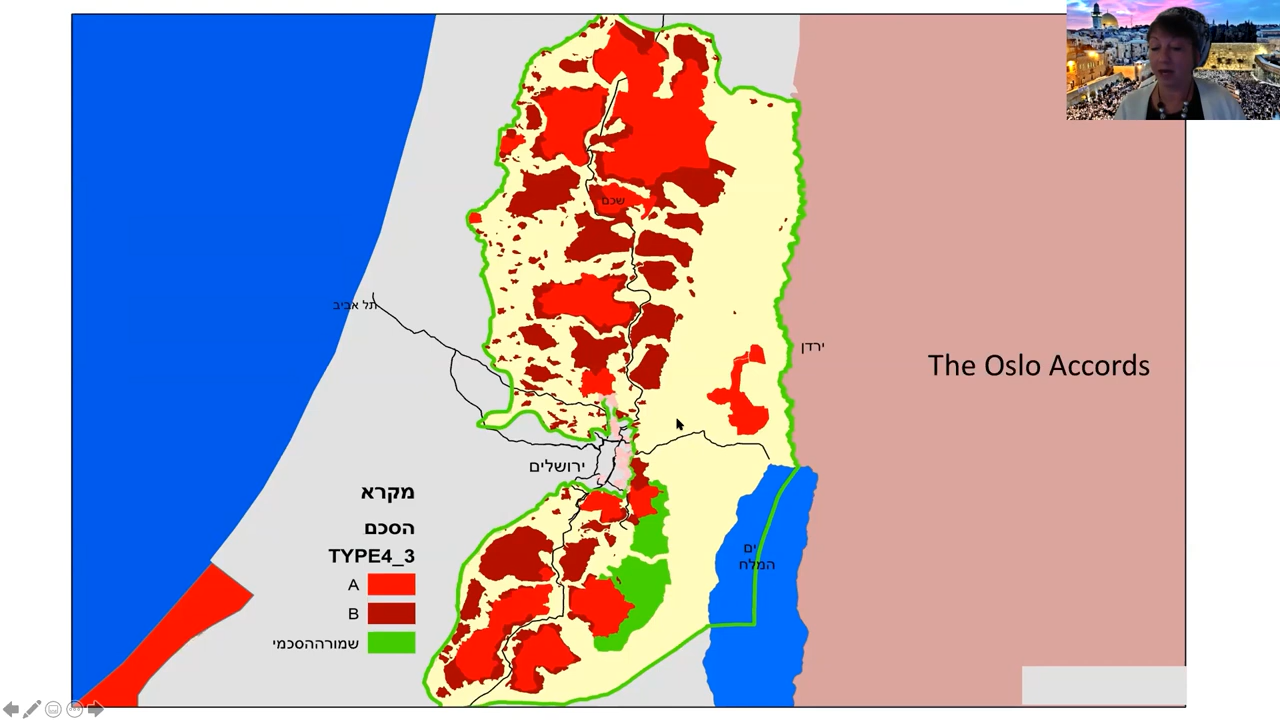 שכם
תל אביב
ירדן
The Oslo Accords
ירושלים
מקרא
הסכם
TYPE4_3
A
B
שמורההסכמי
ים
המלח